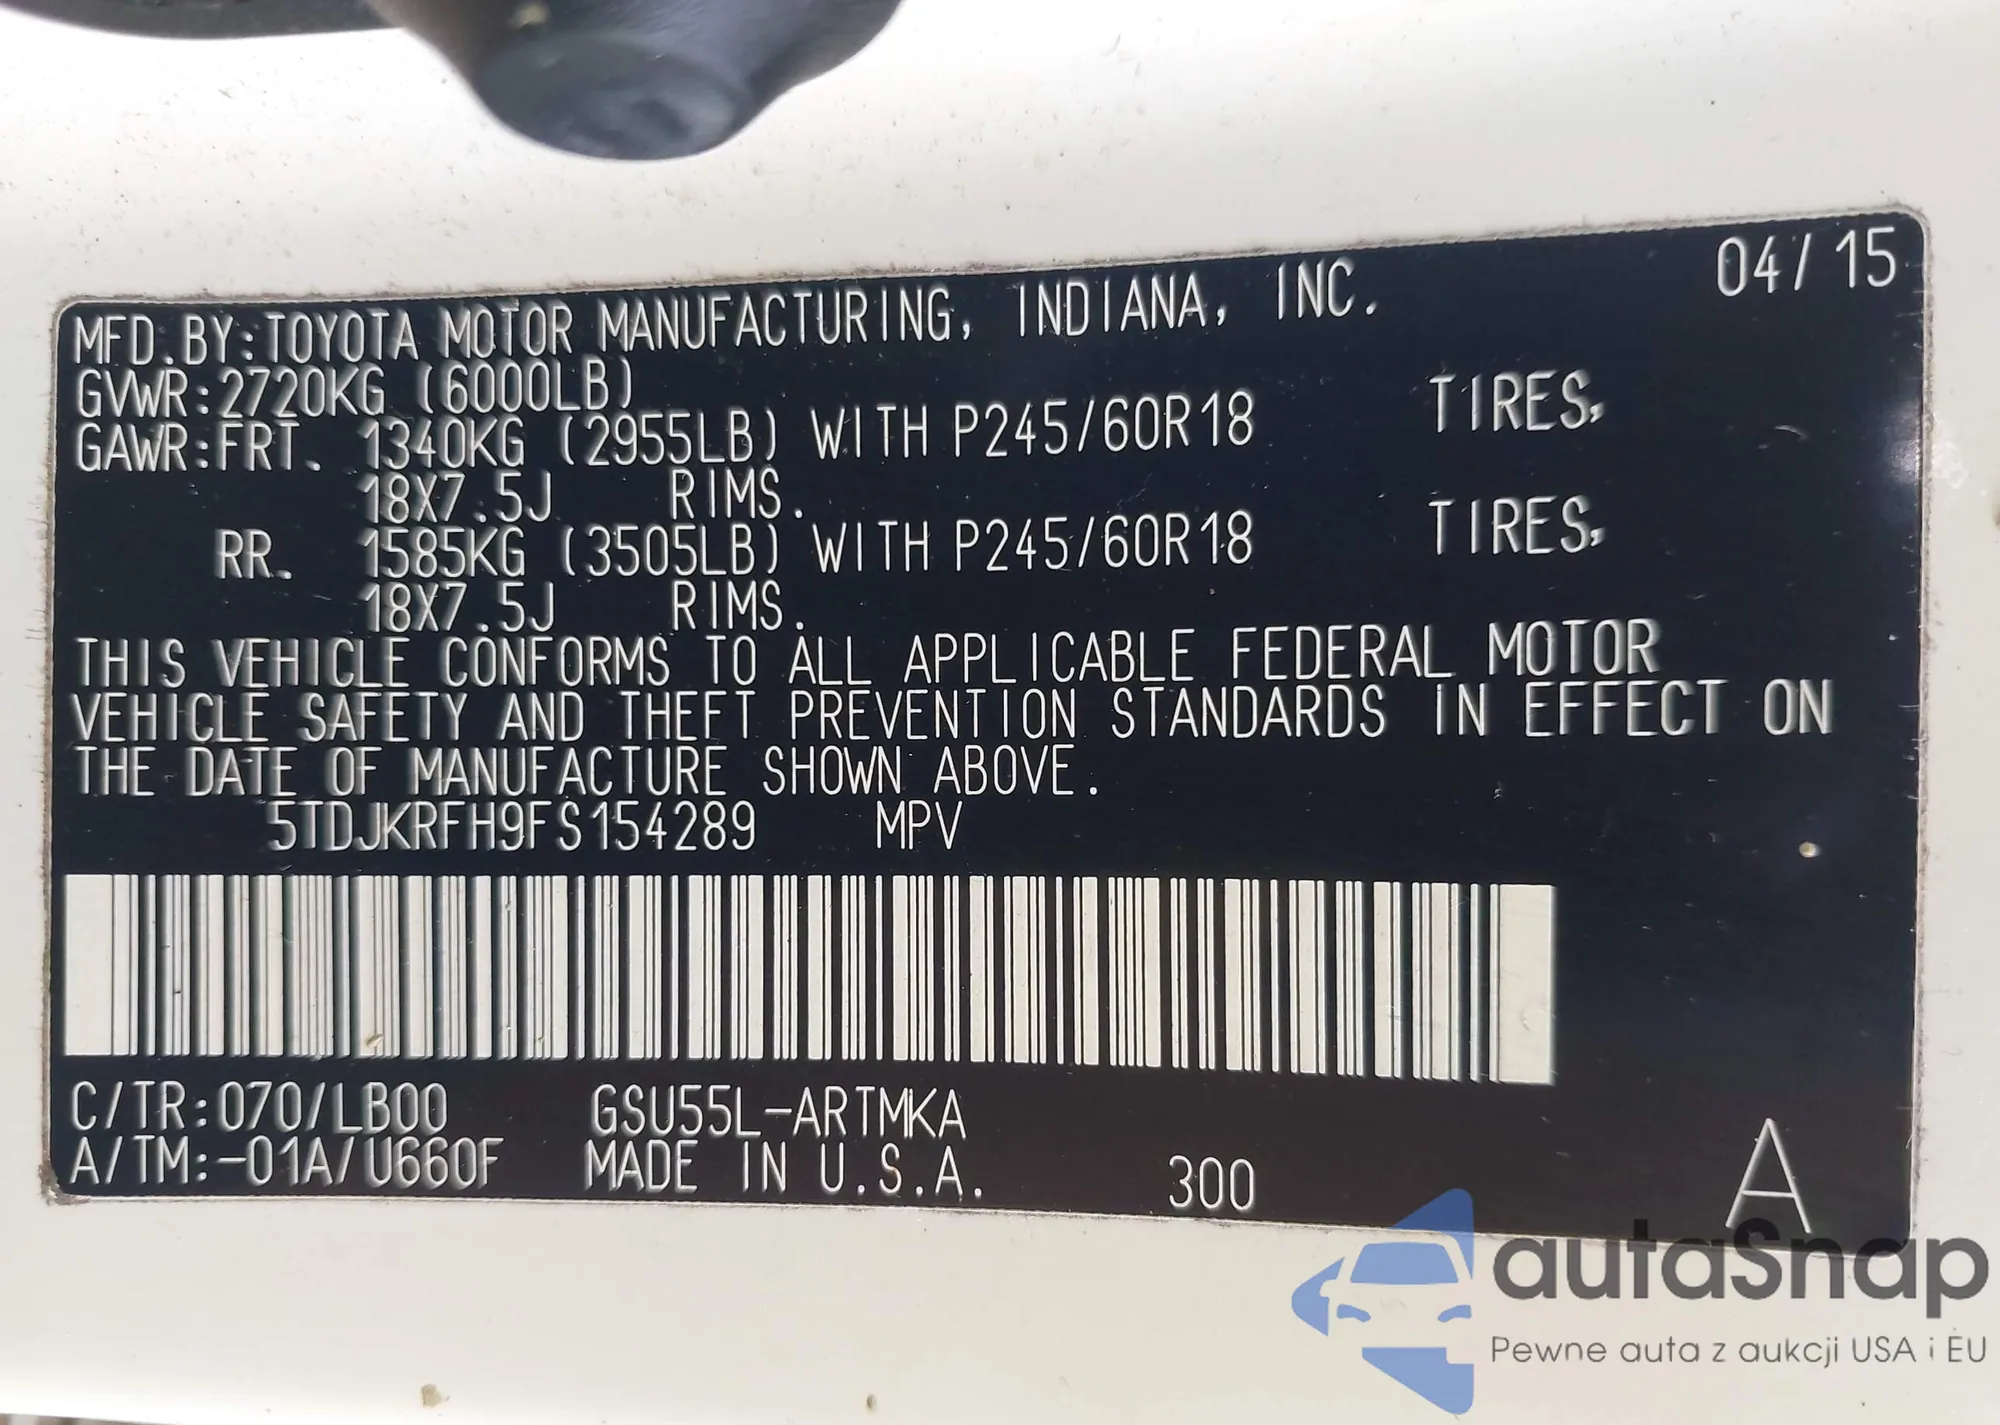 04/15
MFD.BY:TOYOTA MOTOR MANUFACTURING, INDIANA, INC.
GVWR:2720KG (6000LB)
GAWR:FRT. 1340KG (2955LB) WITH P245/60R18 TIRES,
18X7.5J RIMS.
RR. 1585KG (3505LB) WITH P245/60R18 TIRES,
18X7.5J RIMS.
THIS VEHICLE CONFORMS TO ALL APPLICABLE FEDERAL MOTOR
VEHICLE SAFETY AND THEFT PREVENTION STANDARDS IN EFFECT ON
THE DATE OF MANUFACTURE SHOWN ABOVE.
5TDJKRFH9FS154289 MPV
C/TR:070/LB00 GSU55L-ARTMKA
A/TM:-01A/U660F MADE IN U.S.A. 300 A
autaSnap
Pewne auta z aukcji USA i EU